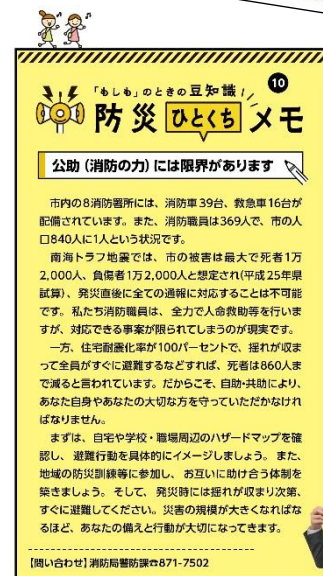 「もしも」のときの豆知識!
10
防災ひとくちメモ
公助(消防の力)には限界があります
市内の8消防署所には、消防車39台、救急車16台が
配備されています。また、消防職員は369人で、市の人
口840人に1人という状況です。
南海トラフ地震では、市の被害は最大で死者1万
2,000人、負傷者1万2,000人と想定され(平成25年県
試算)、発災直後に全ての通報に対応することは不可能
です。私たち消防職員は、全力で人命救助等を行いま
すが、対応できる事案が限られてしまうのが現実です。
一方、住宅耐震化率が100パーセントで、揺れが収ま
って全員がすぐに避難するなどすれば、死者は860人ま
で減ると言われています。だからこそ、自助・共助により、
あなた自身やあなたの大切な方を守っていただかなけれ
ばなりません。
まずは、自宅や学校・職場周辺のハザードマップを確
認し、避難行動を具体的にイメージしましょう。また、
地域の防災訓練等に参加し、お互いに助け合う体制を
築きましょう。そして、発災時には揺れが収まり次第、
すぐに避難してください。災害の規模が大きくなればな
るほど、あなたの備えと行動が大切になってきます。
【問い合わせ】消防局警防課☎871-7502